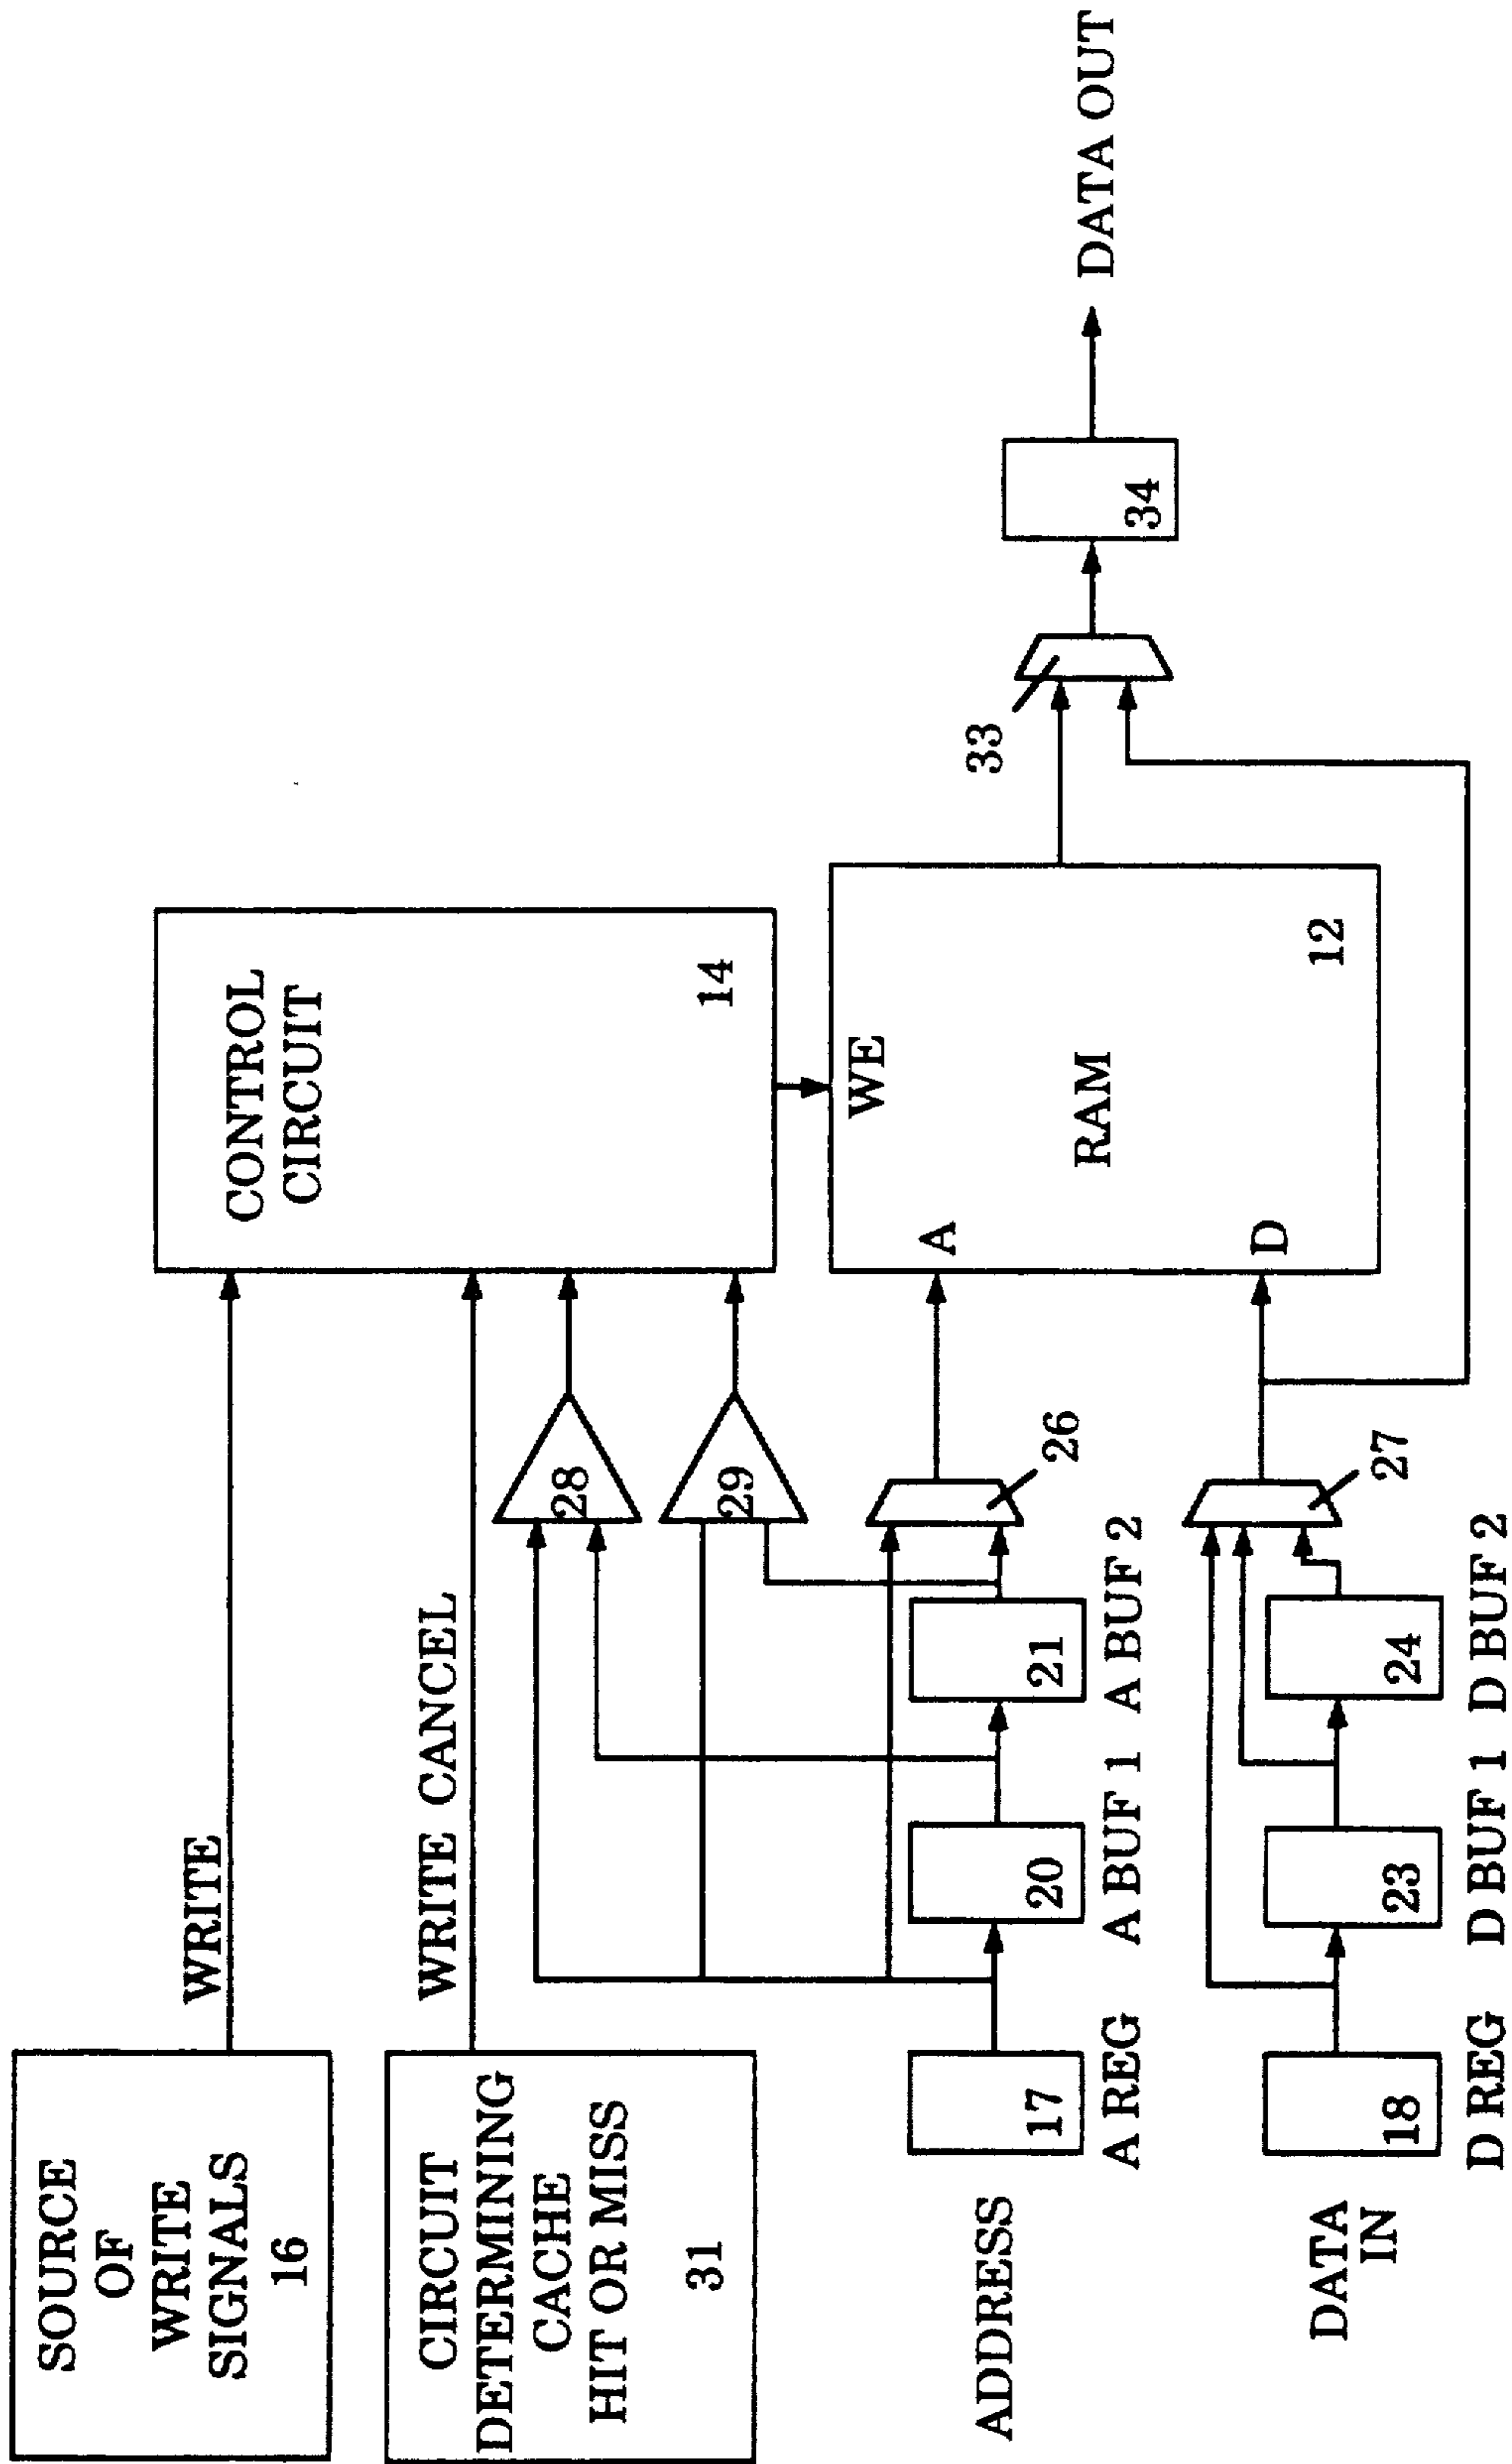 SOURCE
OF
WRITE
SIGNALS
16
WRITE
CIRCUIT
DETERMINING
CACHE
HIT OR MISS
31
WRITE CANCEL
CONTROL
CIRCUIT
14
28
29
ADDRESS
17
A REG
20
A BUF 1
21
A BUF 2
26
DATA
IN
18
D REG
23
D BUF 1
24
D BUF 2
27
WE
A
D
RAM
12
33
34
DATA OUT